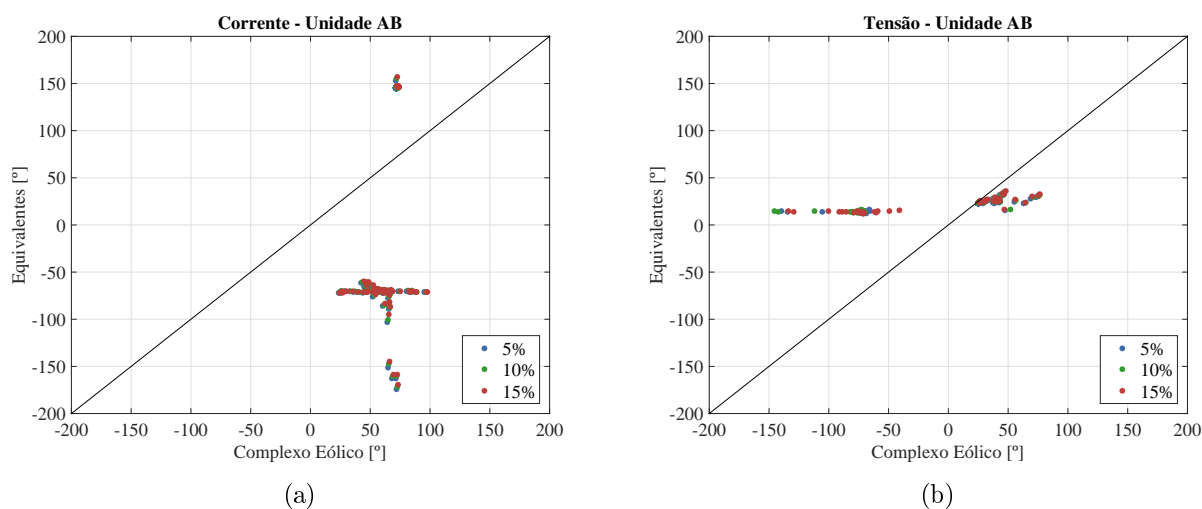 Corrente - Unidade AB
200
150
100
50
0
-50
-100
-150
-200
-200 -150 -100 -50 0 50 100 150 200
Equivalentes [º]
Complexo Eólico [º]
5%
10%
15%
(a)
Tensão - Unidade AB
200
150
100
50
0
-50
-100
-150
-200
-200 -150 -100 -50 0 50 100 150 200
Equivalentes [º]
Complexo Eólico [º]
5%
10%
15%
(b)